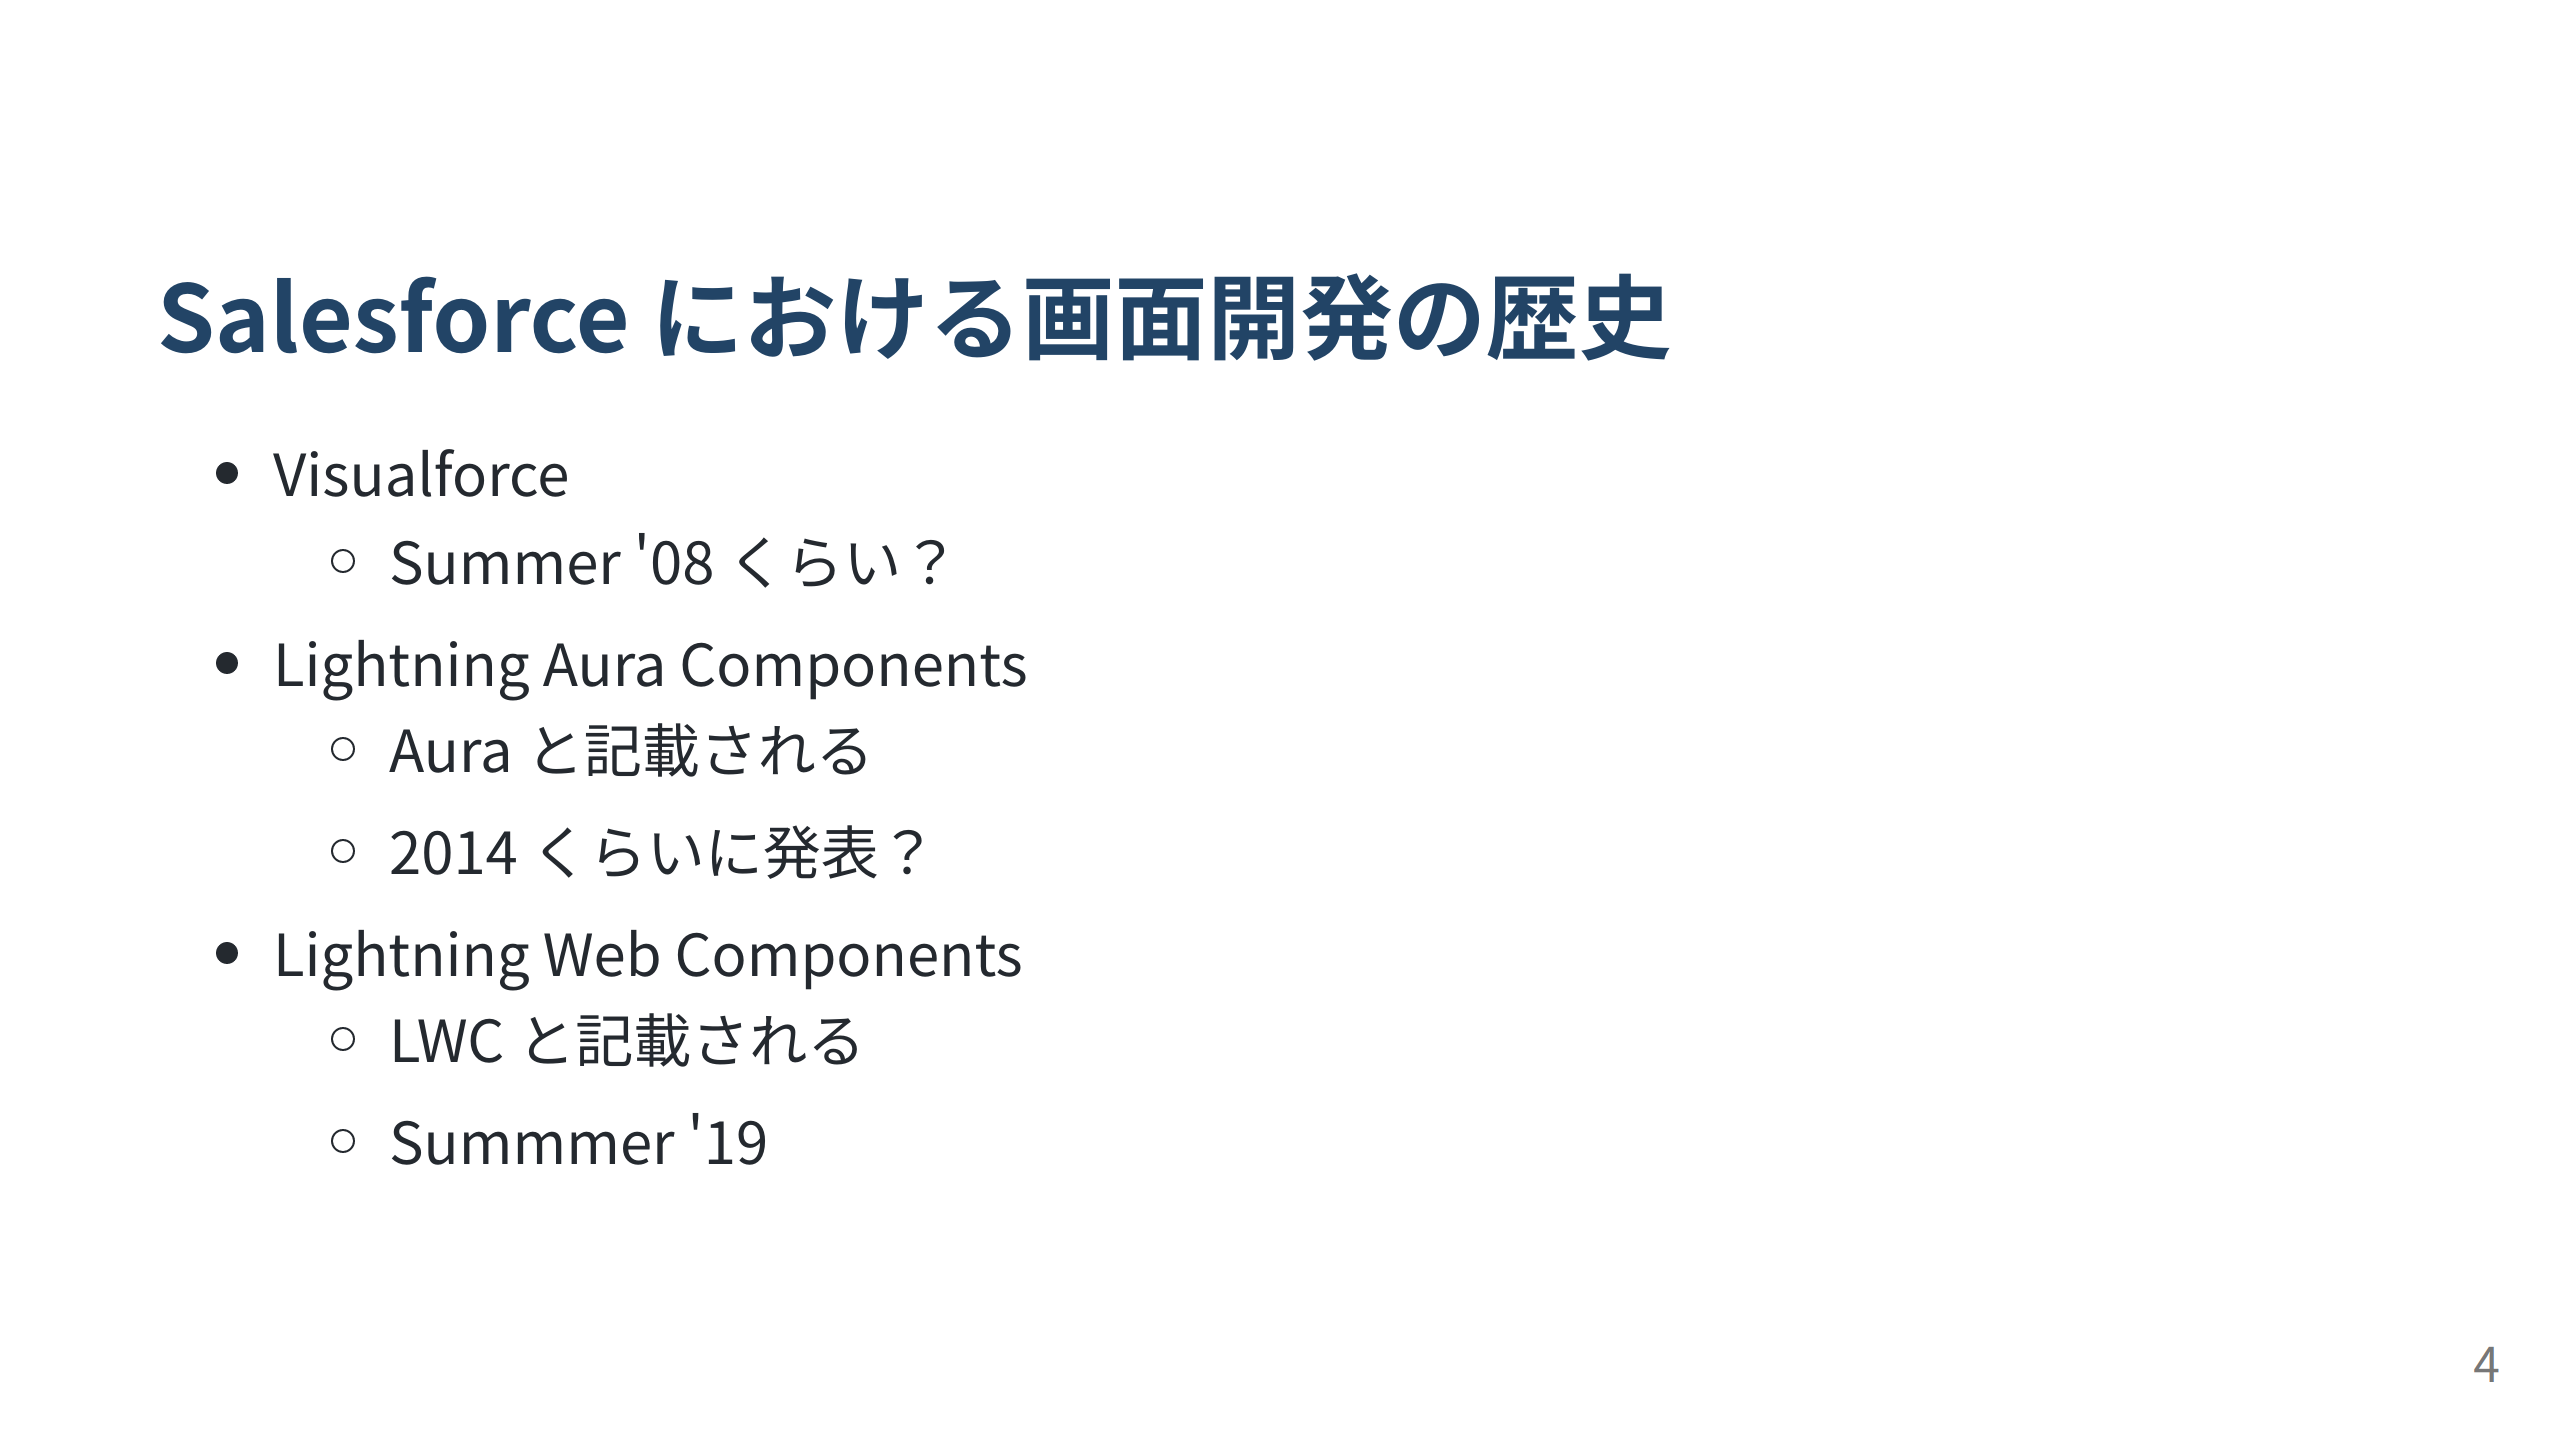 Salesforce における画面開発の歴史
Visualforce
Summer '08 くらい？
Lightning Aura Components
Aura と記載される
2014 くらいに発表？
Lightning Web Components
LWC と記載される
Summmer '19
4